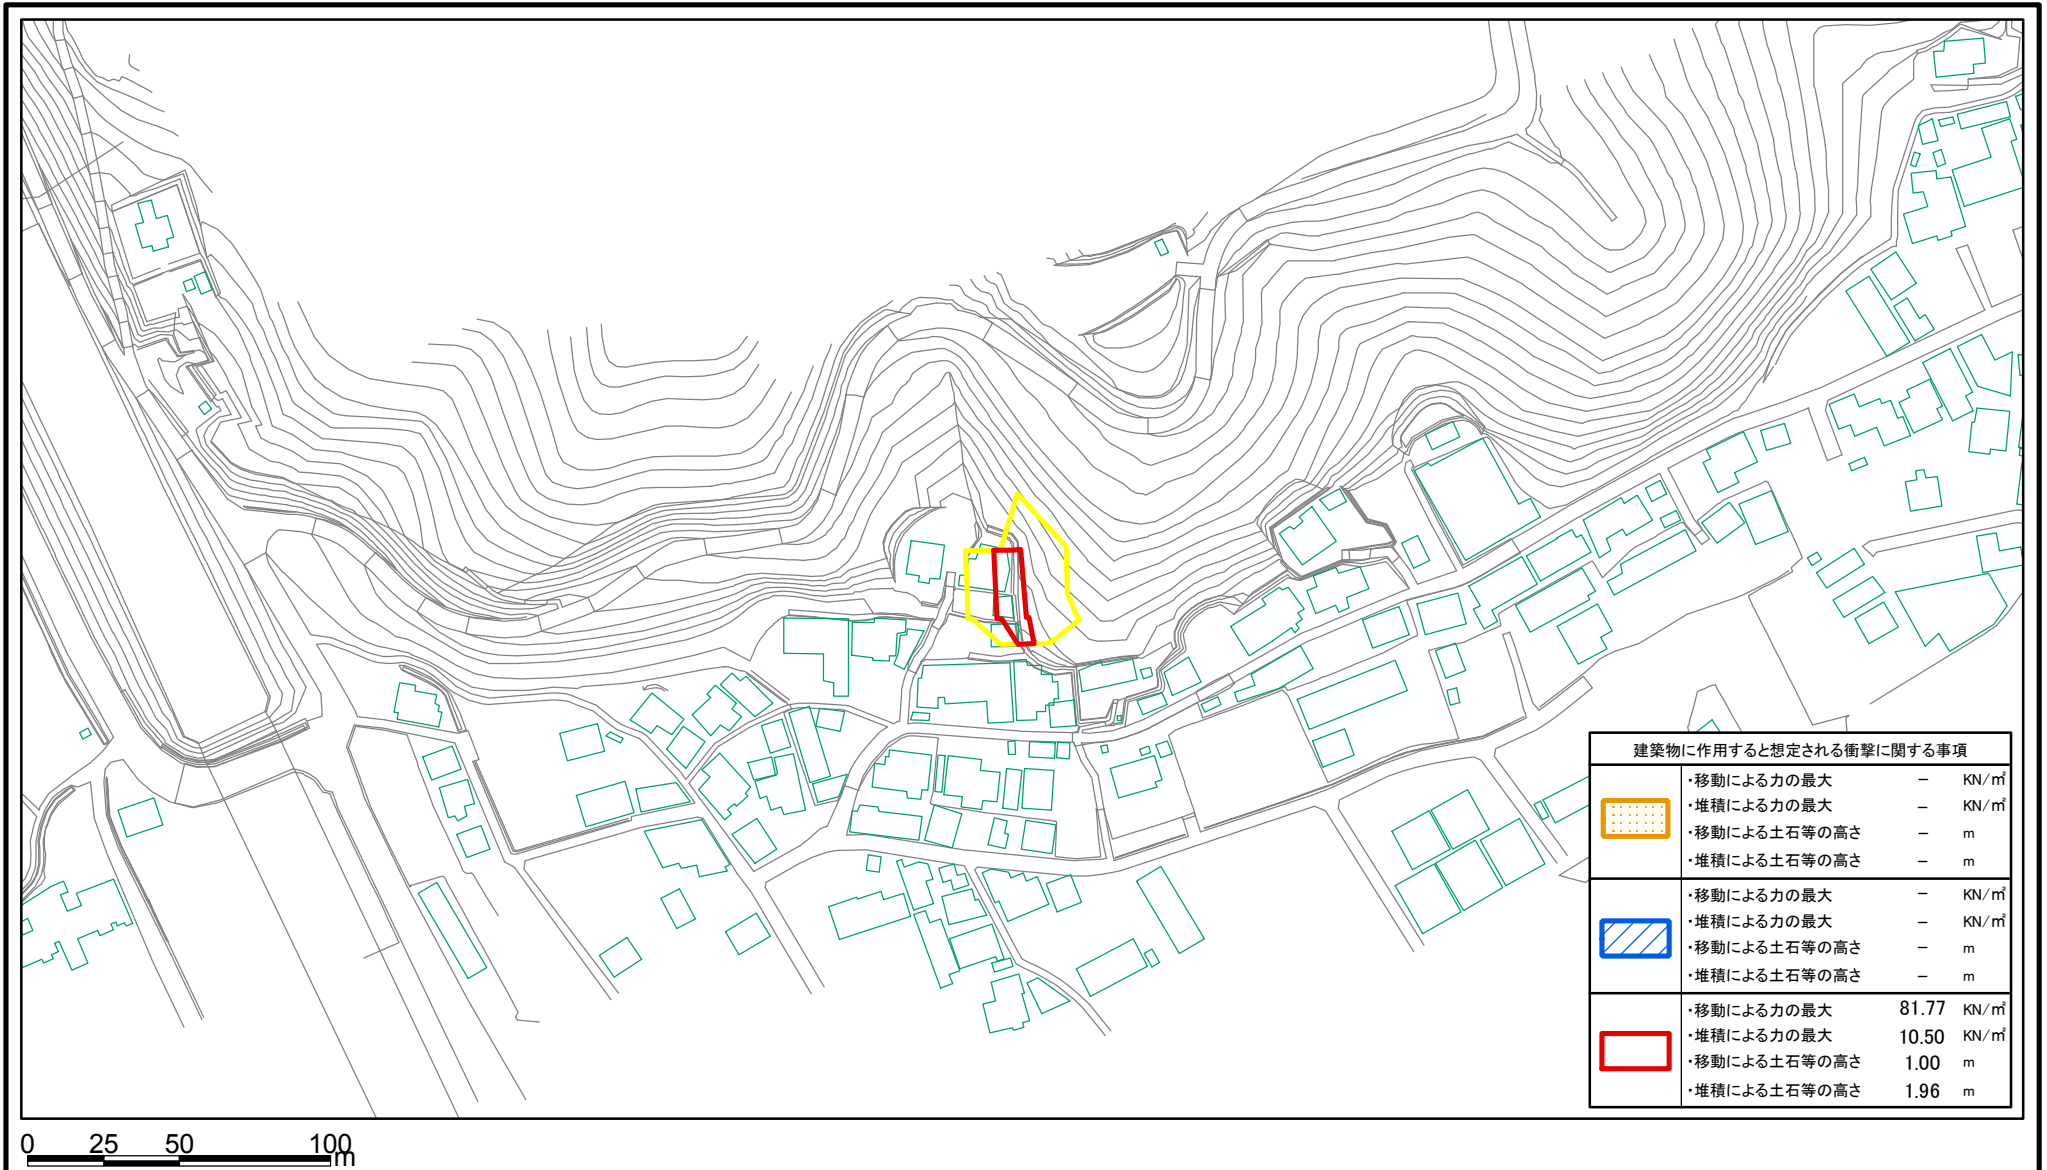 建築物に作用すると想定される衝撃に関する事項
・移動による力の最大 － KN/㎡
・堆積による力の最大 － KN/㎡
・移動による土石等の高さ － m
・堆積による土石等の高さ － m
・移動による力の最大 － KN/㎡
・堆積による力の最大 － KN/㎡
・移動による土石等の高さ － m
・堆積による土石等の高さ － m
・移動による力の最大 81.77 KN/㎡
・堆積による力の最大 10.50 KN/㎡
・移動による土石等の高さ 1.00 m
・堆積による土石等の高さ 1.96 m
0 25 50 100
m